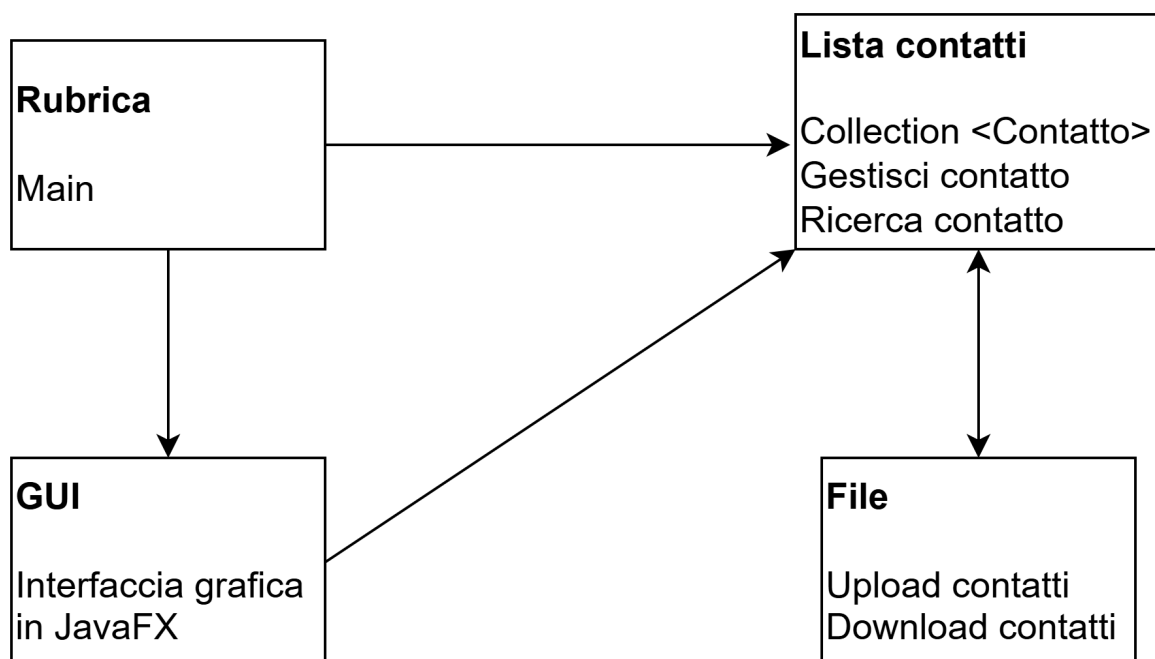 Rubrica
Main
Lista contatti
Collection <Contatto>
Gestisci contatto
Ricerca contatto
GUI
Interfaccia grafica
in JavaFX
File
Upload contatti
Download contatti